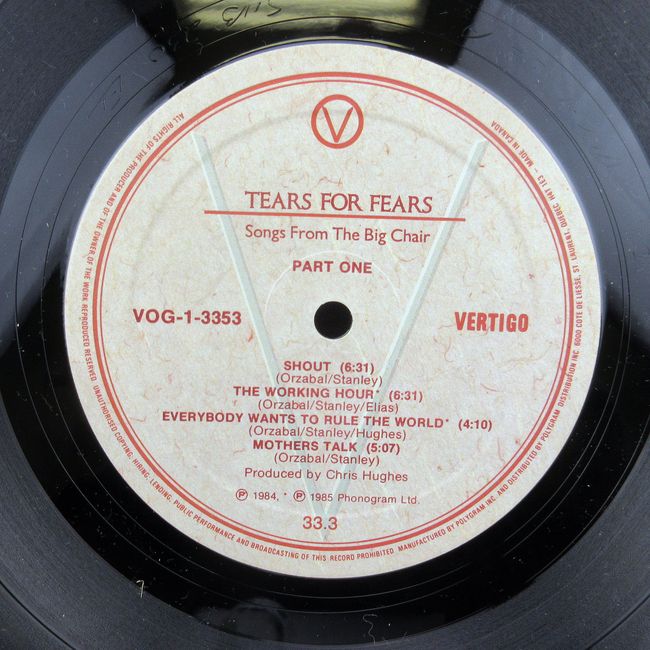 V
TEARS FOR FEARS
Songs From The Big Chair
PART ONE
VOG-1-3353
VERTIGO
SHOUT (6:31)
(Orzabal/Stanley)
THE WORKING HOUR* (6:31)
(Orzabal/Stanley/Elias)
EVERYBODY WANTS TO RULE THE WORLD* (4:10)
(Orzabal/Stanley/Hughes)
MOTHERS TALK (5:07)
(Orzabal/Stanley)
Produced by Chris Hughes
℗ 1984, * ℗ 1985 Phonogram Ltd.
33.3
ALL RIGHTS OF THE PRODUCER AND OF THE OWNER OF THE WORK REPRODUCED RESERVED. UNAUTHORISED COPYING, HIRING, LENDING, PUBLIC PERFORMANCE AND BROADCASTING OF THIS RECORD PROHIBITED. MANUFACTURED BY POLYGRAM INC. AND DISTRIBUTED BY POLYGRAM DISTRIBUTION INC. 6000 COTE DE LIESSE, ST. LAURENT, QUEBEC. H4T 1E3 - MADE IN CANADA